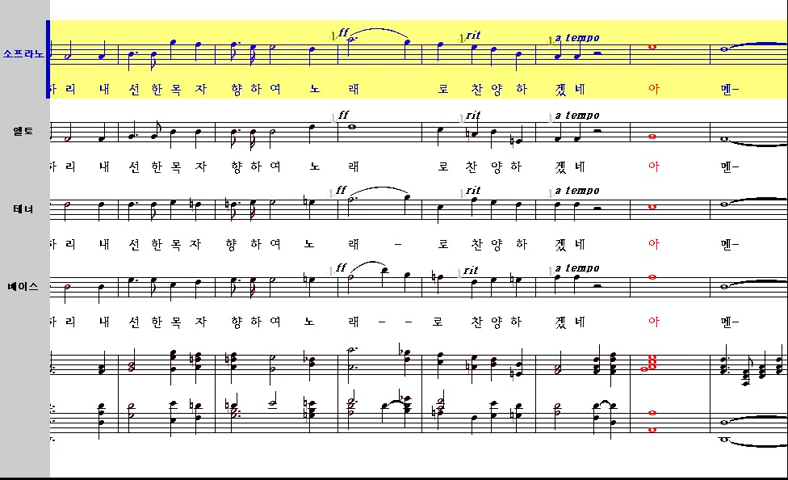 ff rit a tempo
소프라노
하 리 내 선 한 목 자 향 하 여 노 래 로 찬 양 하 겠 네 아 멘-
ff rit a tempo
앨토
하 리 내 선 한 목 자 향 하 여 노 래 로 찬 양 하 겠 네 아 멘-
ff rit a tempo
테너
하 리 내 선 한 목 자 향 하 여 노 래 - 로 찬 양 하 겠 네 아 멘-
ff rit a tempo
베이스
하 리 내 선 한 목 자 향 하 여 노 래 - - 로 찬 양 하 겠 네 아 멘-